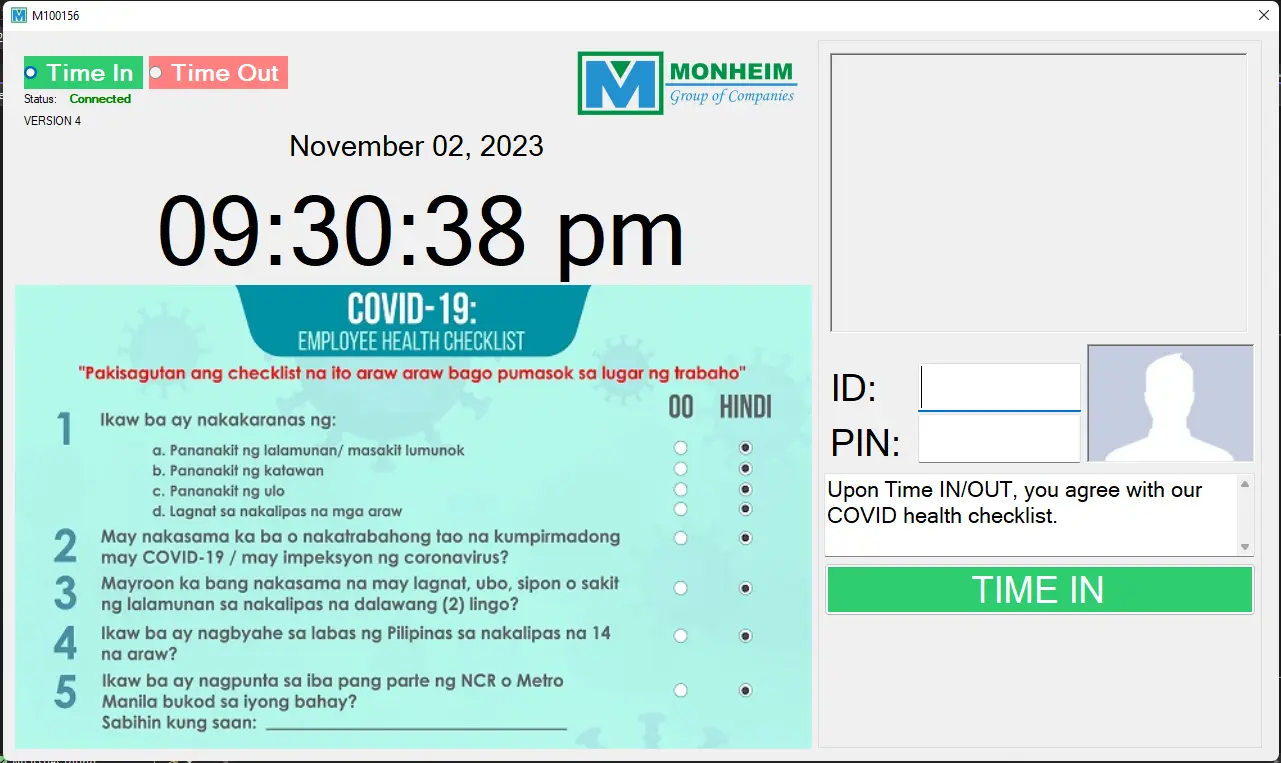 M100156
Time In
Time Out
Status: Connected
VERSION 4
M MONHEIM
Group of Companies
November 02, 2023
09:30:38 pm
COVID-19:
EMPLOYEE HEALTH CHECKLIST
"Pakisagutan ang checklist na ito araw araw bago pumasok sa lugar ng trabaho"
OO HINDI
1 Ikaw ba ay nakakaranas ng:
a. Pananakit ng lalamunan/ masakit lumunok
b. Pananakit ng katawan
c. Pananakit ng ulo
d. Lagnat sa nakalipas na mga araw
2 May nakasama ka ba o nakatrabahong tao na kumpirmadong
may COVID-19 / may impeksyon ng coronavirus?
3 Mayroon ka bang nakasama na may lagnat, ubo, sipon o sakit
ng lalamunan sa nakalipas na dalawang (2) lingo?
4 Ikaw ba ay nagbyahe sa labas ng Pilipinas sa nakalipas na 14
na araw?
5 Ikaw ba ay nagpunta sa iba pang parte ng NCR o Metro
Manila bukod sa iyong bahay?
Sabihin kung saan:
ID:
PIN:
Upon Time IN/OUT, you agree with our
COVID health checklist.
TIME IN